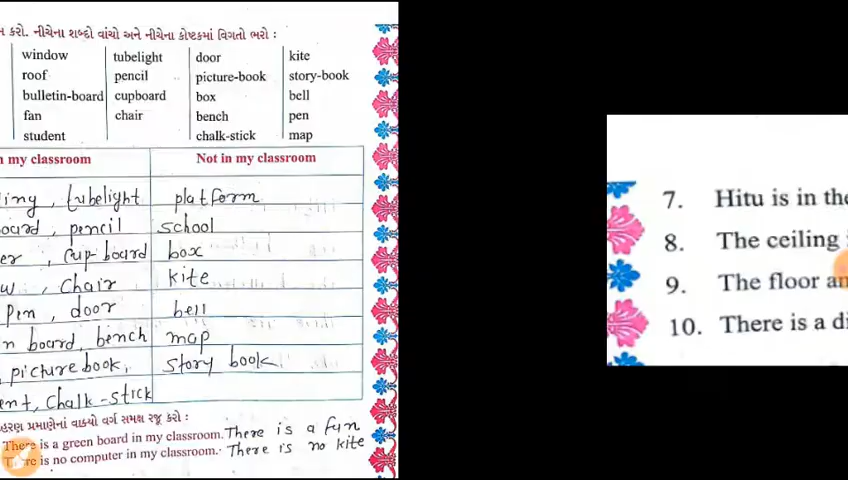 કરો. નીચેના શબ્દો વાંચો અને નીચેના કોષ્ટકમાં વિગતો ભરો :
window tubelight door kite
roof pencil picture-book story-book
bulletin-board cupboard box bell
fan chair bench pen
student chalk-stick map
my classroom Not in my classroom
ing, tubelight platform
oard, pencil school
er, cup-board box
w, chair kite
pen, door bell
n board, bench map
picturebook, story book
ent, chalk-stick
હરણ પ્રમાણેનાં વાક્યો વર્ગ સમક્ષ રજૂ કરો :
There is a green board in my classroom. There is a fun
There is no computer in my classroom. There is no kite
7. Hitu is in the
8. The ceiling
9. The floor an
10. There is a di